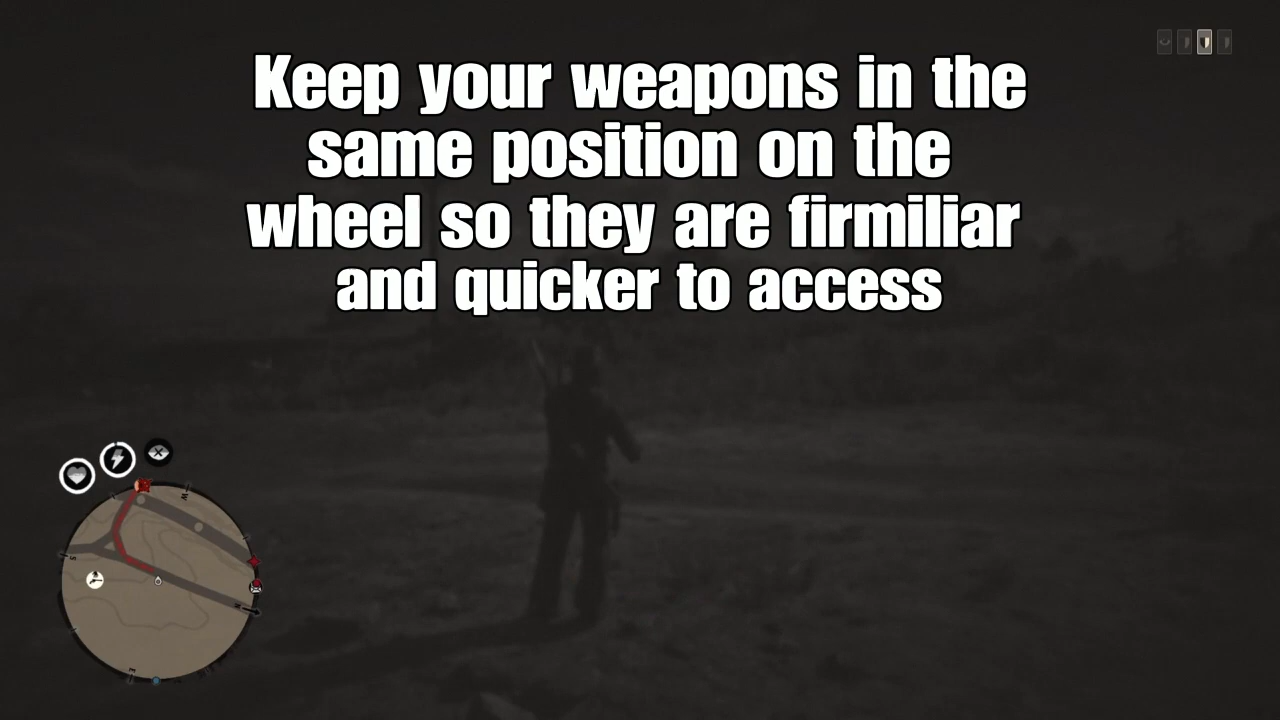 Keep your weapons in the
same position on the
wheel so they are firmiliar
and quicker to access